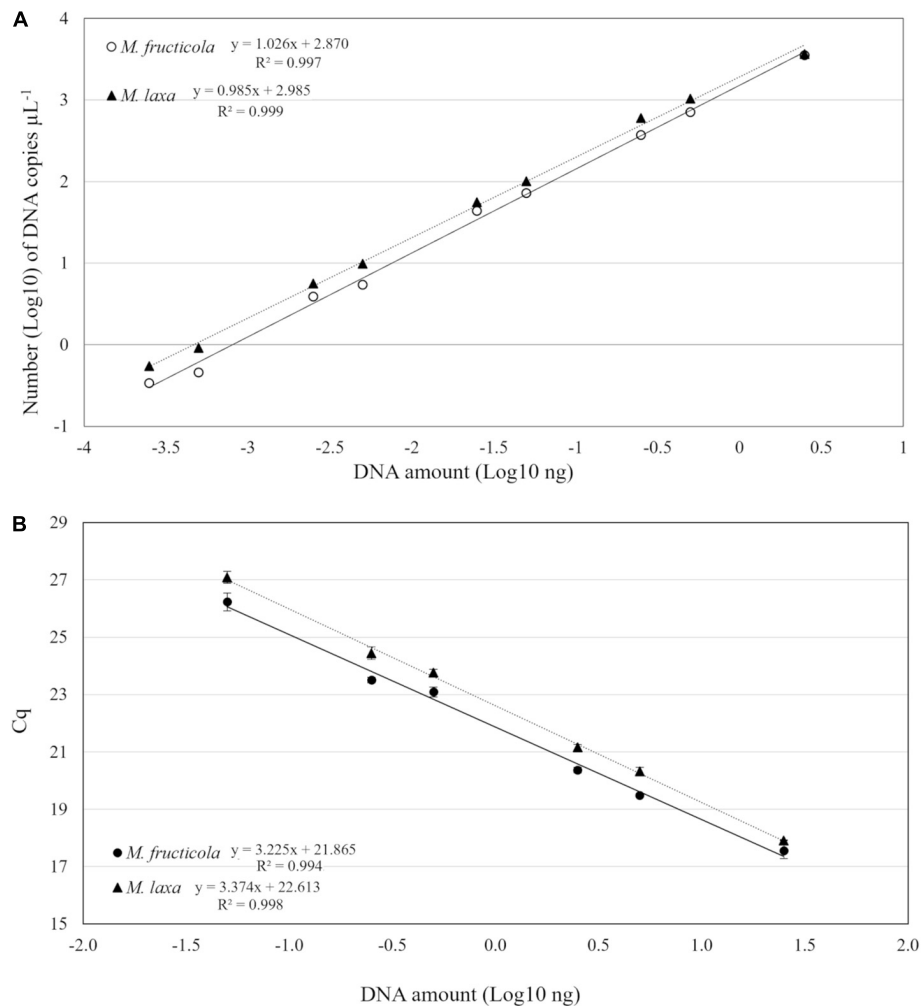 A
4
M. fructicola y = 1.026x + 2.870
R² = 0.997
M. laxa y = 0.985x + 2.985
R² = 0.999
3
2
1
0
-1
Number (Log10) of DNA copies µL⁻¹
-4 -3.5 -3 -2.5 -2 -1.5 -1 -0.5 0 0.5 1
DNA amount (Log10 ng)
B
29
27
25
23
21
19
17
15
Cq
M. fructicola y = 3.225x + 21.865
R² = 0.994
M. laxa y = 3.374x + 22.613
R² = 0.998
-2.0 -1.5 -1.0 -0.5 0.0 0.5 1.0 1.5 2.0
DNA amount (Log10 ng)